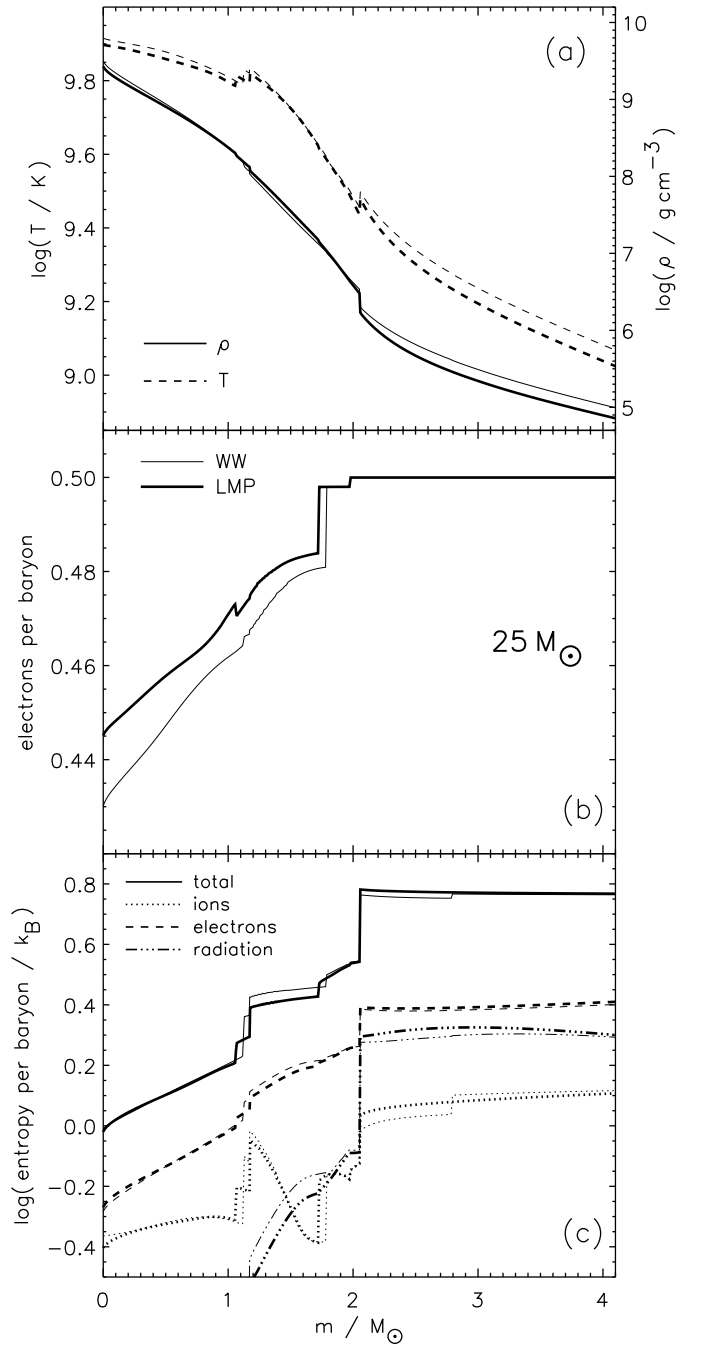 (a)
10
9.8
9
9.6
8
9.4
7
9.2
6
9.0
5
log(T / K)
log(ρ / g cm⁻³)
ρ
T
WW
LMP
0.50
0.48
0.46
0.44
electrons per baryon
25 M⊙
(b)
total
ions
electrons
radiation
0.8
0.6
0.4
0.2
0.0
−0.2
−0.4
log(entropy per baryon / k_B)
(c)
0 1 2 3 4
m / M⊙